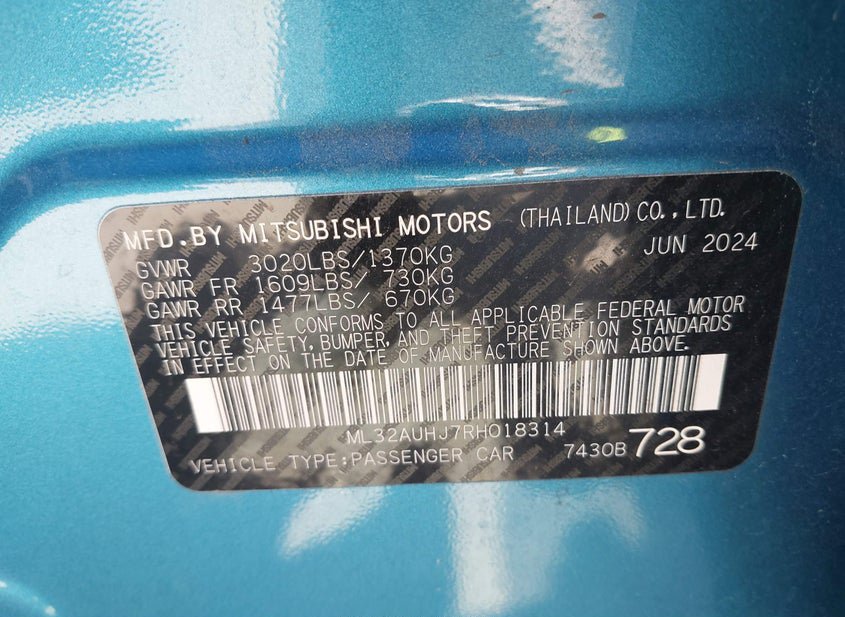 MFD.BY MITSUBISHI MOTORS (THAILAND)CO.,LTD.
GVWR 3020LBS/1370KG JUN 2024
GAWR FR 1609LBS/ 730KG
GAWR RR 1477LBS/ 670KG
THIS VEHICLE CONFORMS TO ALL APPLICABLE FEDERAL MOTOR
VEHICLE SAFETY, BUMPER, AND THEFT PREVENTION STANDARDS
IN EFFECT ON THE DATE OF MANUFACTURE SHOWN ABOVE.
ML32AUHJ7RH018314
VEHICLE TYPE:PASSENGER CAR 7430B 728